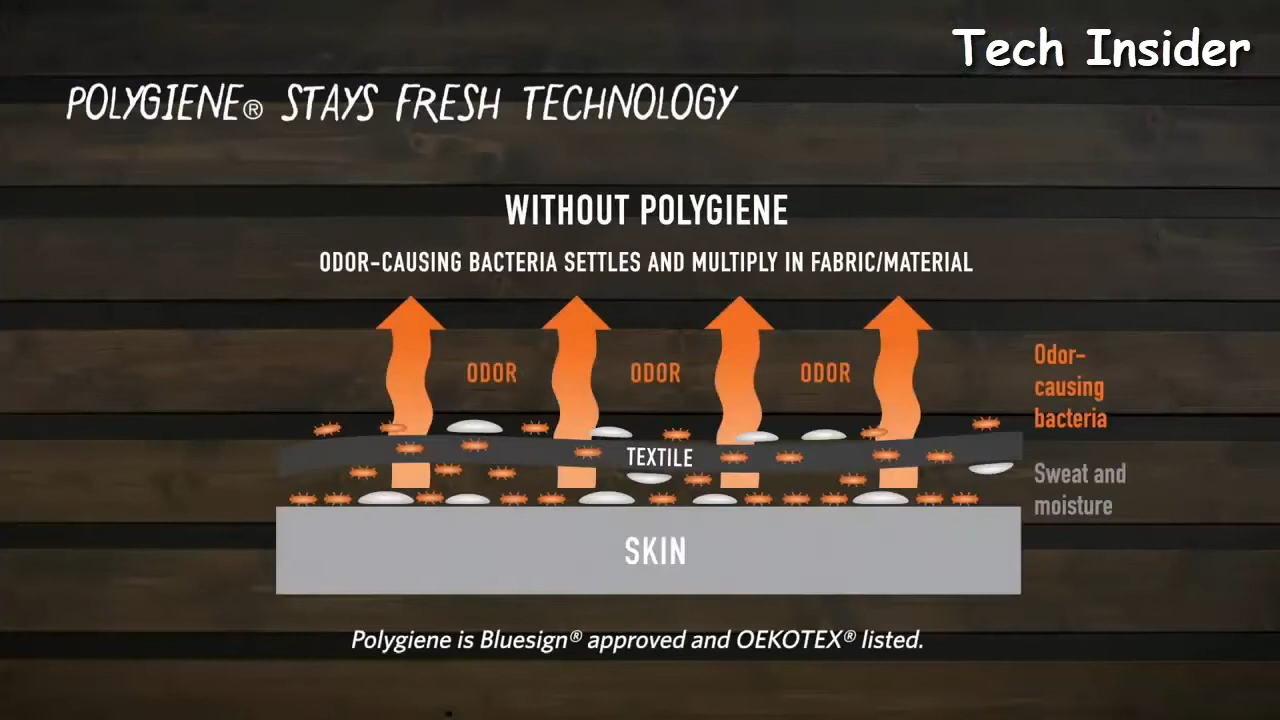 Tech Insider
POLYGIENE® STAYS FRESH TECHNOLOGY
WITHOUT POLYGIENE
ODOR-CAUSING BACTERIA SETTLES AND MULTIPLY IN FABRIC/MATERIAL
ODOR
ODOR
ODOR
Odor-
causing
bacteria
TEXTILE
Sweat and
moisture
SKIN
Polygiene is Bluesign® approved and OEKOTEX® listed.